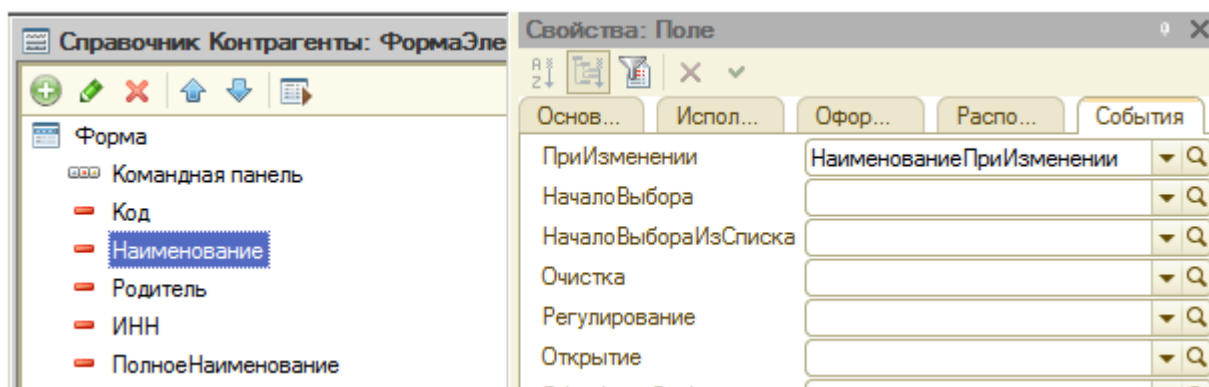 Справочник Контрагенты: ФормаЭле
Форма
Командная панель
Код
Наименование
Родитель
ИНН
ПолноеНаименование
Свойства: Поле
Основ...
Испол...
Офор...
Распо...
События
ПриИзменении
НаименованиеПриИзменении
НачалоВыбора
НачалоВыбораИзСписка
Очистка
Регулирование
Открытие